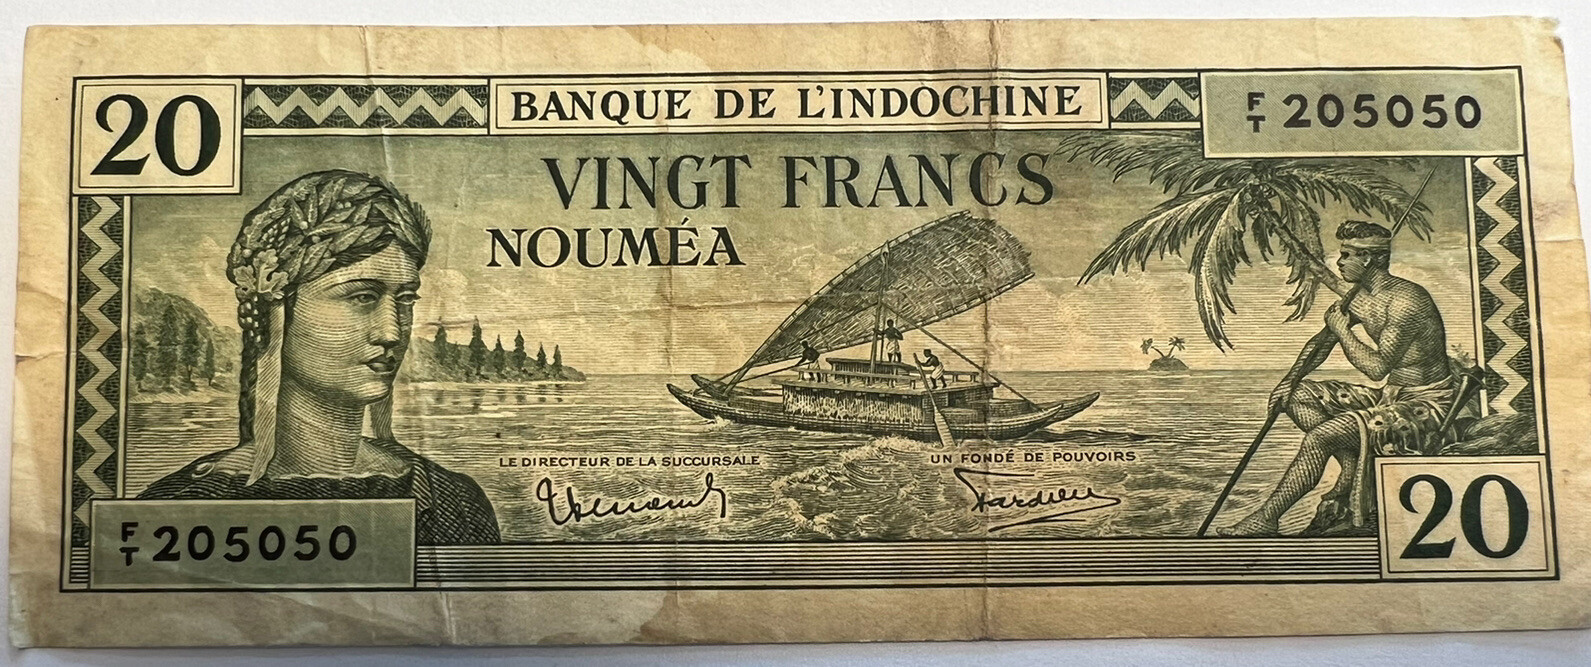 20
BANQUE DE L'INDOCHINE
F/T 205050
VINGT FRANCS
NOUMÉA
LE DIRECTEUR DE LA SUCCURSALE
UN FONDÉ DE POUVOIRS
F/T 205050
20